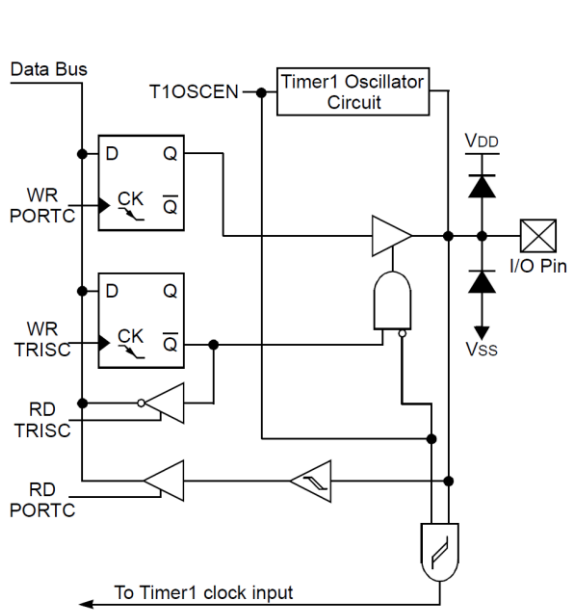 Data Bus
T1OSCEN
Timer1 Oscillator
Circuit
VDD
D
Q
WR
PORTC
CK
Q̅
I/O Pin
D
Q
WR
TRISC
CK
Q̅
VSS
RD
TRISC
RD
PORTC
To Timer1 clock input